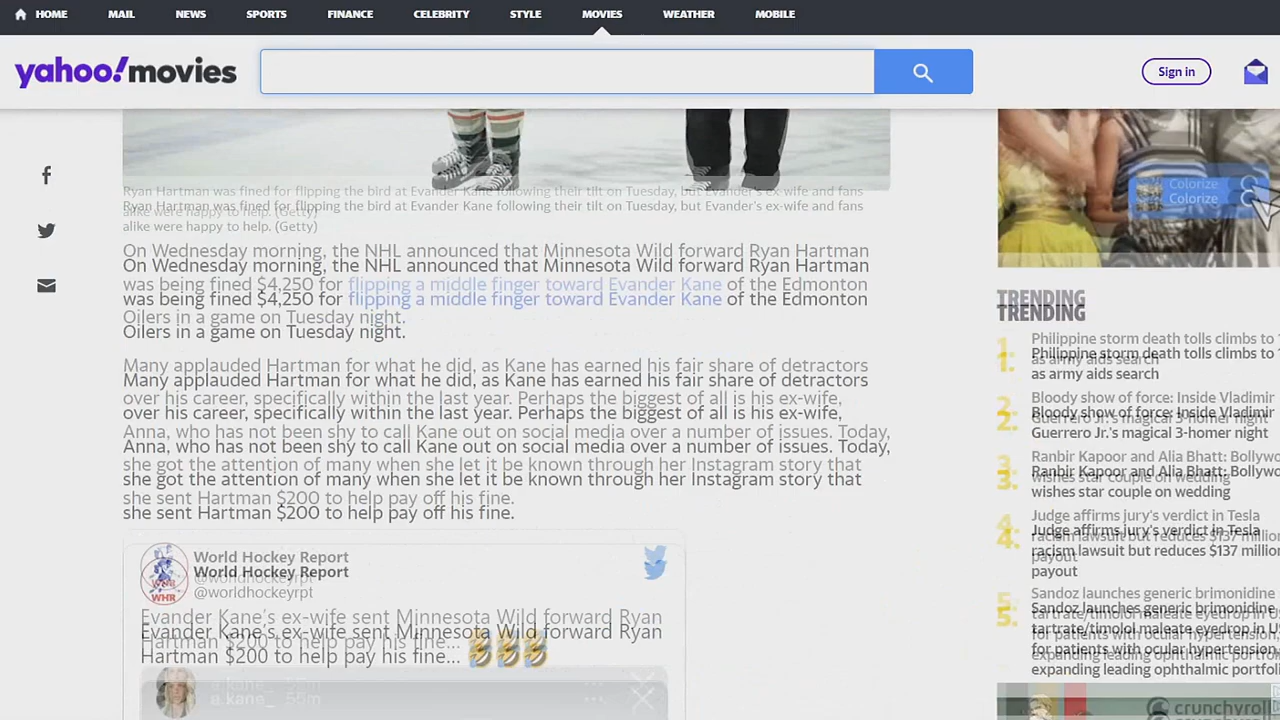 HOME MAIL NEWS SPORTS FINANCE CELEBRITY STYLE MOVIES WEATHER MOBILE
yahoo!movies
Sign in
Ryan Hartman was fined for flipping the bird at Evander Kane following their tilt on Tuesday, but Evander's ex-wife and fans
alike were happy to help. (Getty)
On Wednesday morning, the NHL announced that Minnesota Wild forward Ryan Hartman
was being fined $4,250 for flipping a middle finger toward Evander Kane of the Edmonton
Oilers in a game on Tuesday night.
Many applauded Hartman for what he did, as Kane has earned his fair share of detractors
over his career, specifically within the last year. Perhaps the biggest of all is his ex-wife,
Anna, who has not been shy to call Kane out on social media over a number of issues. Today,
she got the attention of many when she let it be known through her Instagram story that
she sent Hartman $200 to help pay off his fine.
WHR
World Hockey Report
@worldhockeyrpt
Evander Kane's ex-wife sent Minnesota Wild forward Ryan
Hartman $200 to help pay his fine...
a.kane_ 55m
Colorize
TRENDING
1. Philippine storm death tolls climbs to
as army aids search
2. Bloody show of force: Inside Vladimir
Guerrero Jr.'s magical 3-homer night
3. Ranbir Kapoor and Alia Bhatt: Bollywo
wishes star couple on wedding
4. Judge affirms jury's verdict in Tesla
racism lawsuit but reduces $137 million
payout
5. Sandoz launches generic brimonidine
tartrate/timolol maleate eyedrop in US
for patients with ocular hypertension,
expanding leading ophthalmic portfoli
crunchyroll